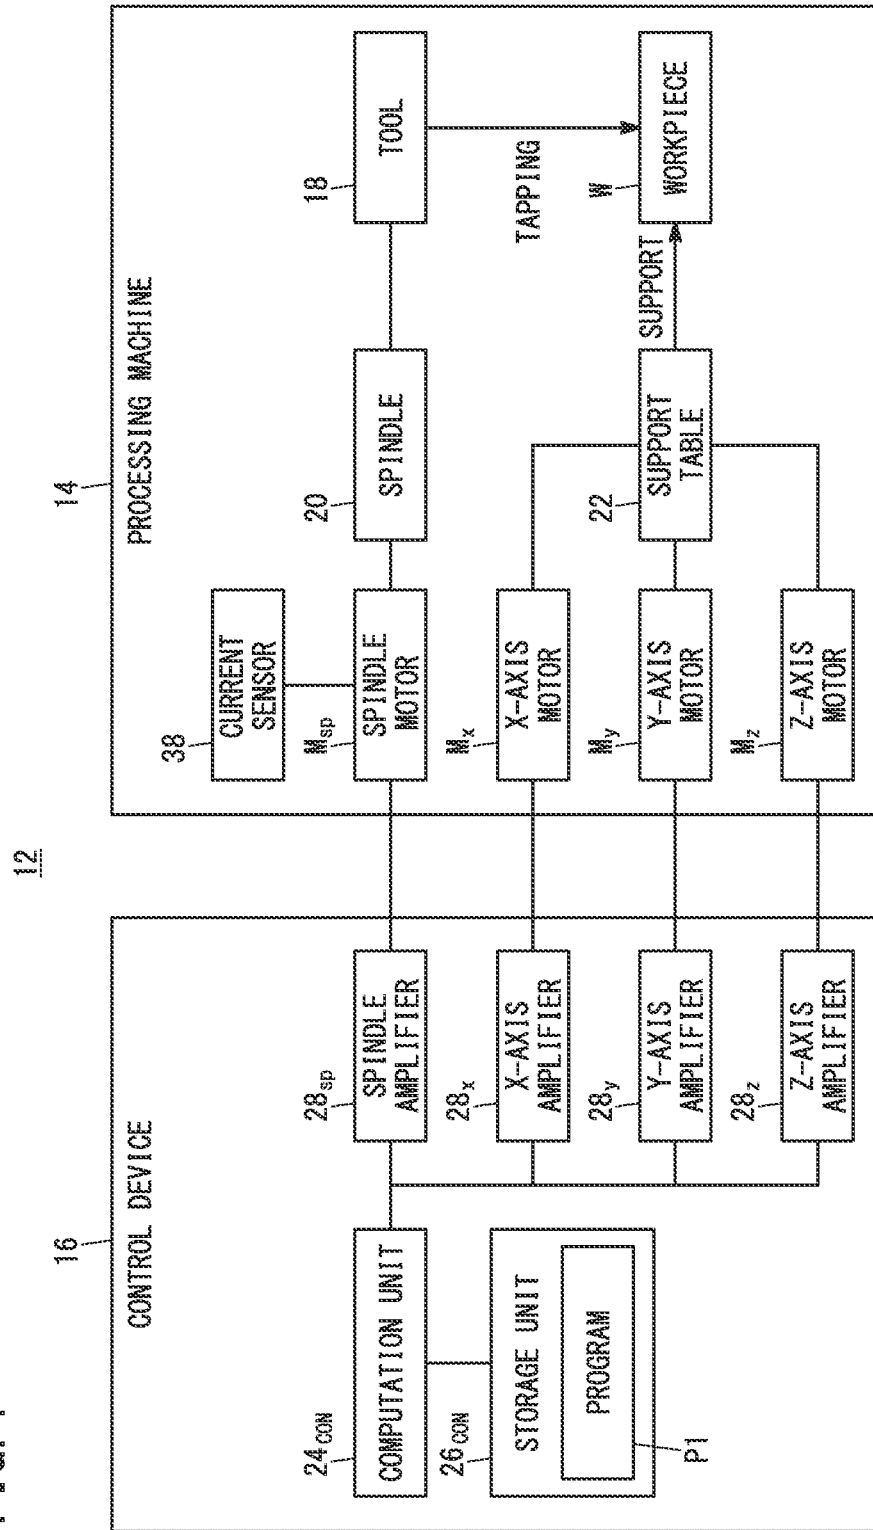 12
16
CONTROL DEVICE
24CON
COMPUTATION UNIT
26CON
STORAGE UNIT
PROGRAM
P1
28sp
SPINDLE
AMPLIFIER
28x
X-AXIS
AMPLIFIER
28y
Y-AXIS
AMPLIFIER
28z
Z-AXIS
AMPLIFIER
14
PROCESSING MACHINE
38
CURRENT
SENSOR
Msp
SPINDLE
MOTOR
Mx
X-AXIS
MOTOR
My
Y-AXIS
MOTOR
Mz
Z-AXIS
MOTOR
20
SPINDLE
22
SUPPORT
TABLE
18
TOOL
TAPPING
SUPPORT
W
WORKPIECE